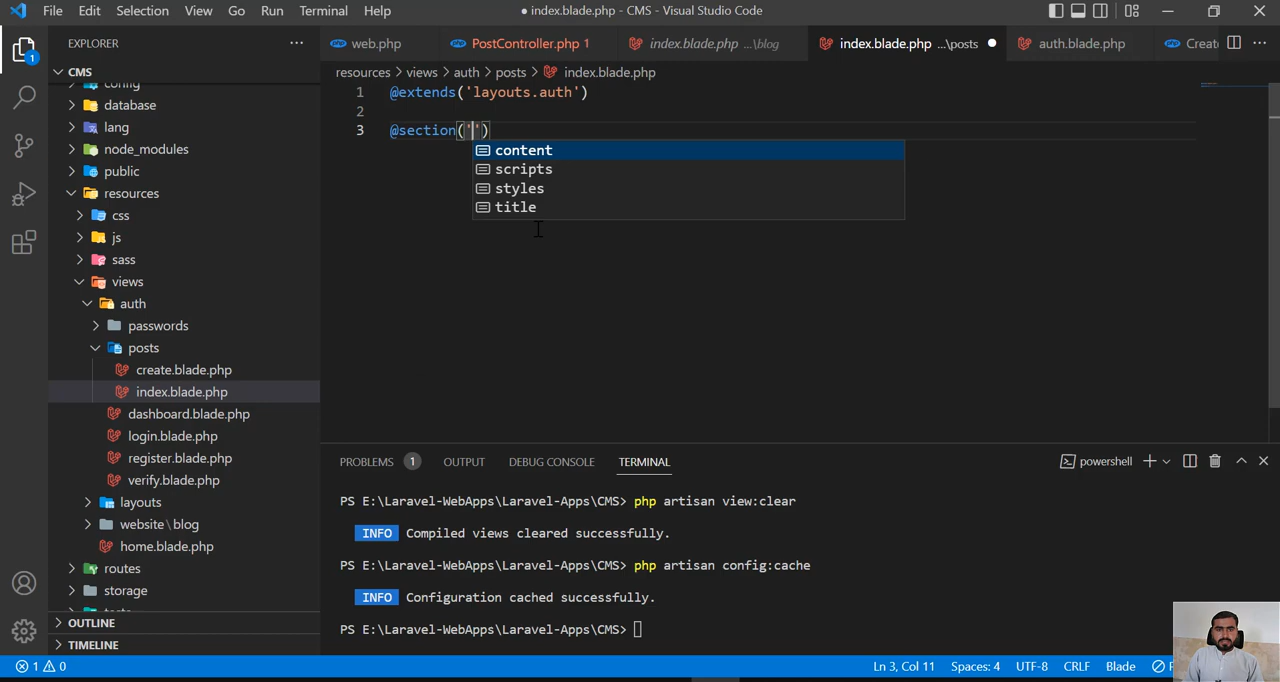 File Edit Selection View Go Run Terminal Help
● index.blade.php - CMS - Visual Studio Code
EXPLORER
web.php
PostController.php 1
index.blade.php ...\blog
index.blade.php ...\posts
auth.blade.php
resources > views > auth > posts > index.blade.php
CMS
config
database
lang
node_modules
public
resources
css
js
sass
views
auth
passwords
posts
create.blade.php
index.blade.php
dashboard.blade.php
login.blade.php
register.blade.php
verify.blade.php
layouts
website\blog
home.blade.php
routes
storage
OUTLINE
TIMELINE
1 @extends('layouts.auth')
2
3 @section('')
content
scripts
styles
title
PROBLEMS 1 OUTPUT DEBUG CONSOLE TERMINAL
powershell
PS E:\Laravel-WebApps\Laravel-Apps\CMS> php artisan view:clear
INFO Compiled views cleared successfully.
PS E:\Laravel-WebApps\Laravel-Apps\CMS> php artisan config:cache
INFO Configuration cached successfully.
PS E:\Laravel-WebApps\Laravel-Apps\CMS>
1 0
Ln 3, Col 11 Spaces: 4 UTF-8 CRLF Blade